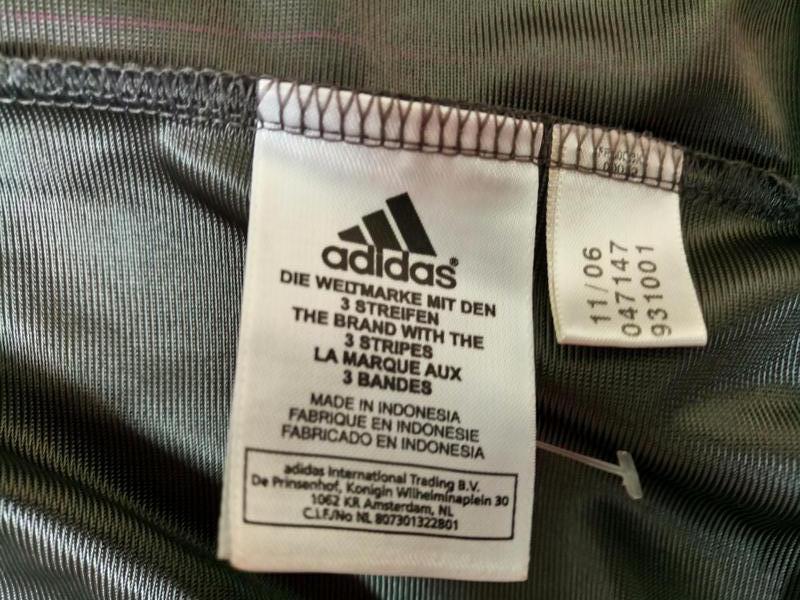 adidas®
DIE WELTMARKE MIT DEN
3 STREIFEN
THE BRAND WITH THE
3 STRIPES
LA MARQUE AUX
3 BANDES
MADE IN INDONESIA
FABRIQUE EN INDONESIE
FABRICADO EN INDONESIA
adidas International Trading B.V.
De Prinsenhof, Konigin Wilhelminaplein 30
1062 KR Amsterdam, NL
C.I.F./No NL 807301322B01
11/06
047147
931001